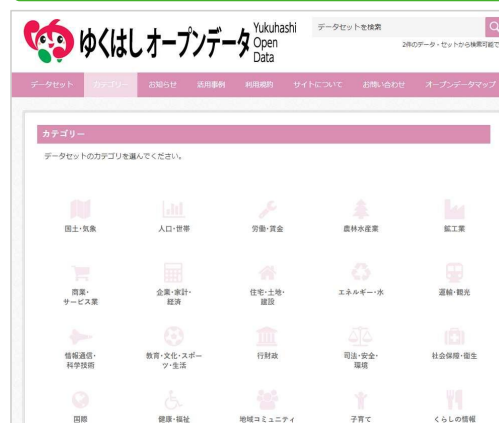 ゆくはしオープンデータ
Yukuhashi
Open
Data
データセットを検索
2件のデータ・セットから検索可能で
データセット カテゴリー お知らせ 活用事例 利用規約 サイトについて お問い合わせ オープンデータマップ
カテゴリー
データセットのカテゴリを選んでください。
国土・気象 人口・世帯 労働・賃金 農林水産業 鉱工業
商業・
サービス業
企業・家計・
経済
住宅・土地・
建設
エネルギー・水 運輸・観光
情報通信・
科学技術
教育・文化・スポー
ツ・生活
行財政
司法・安全・
環境
社会保障・衛生
国際 健康・福祉 地域コミュニティ 子育て くらしの情報